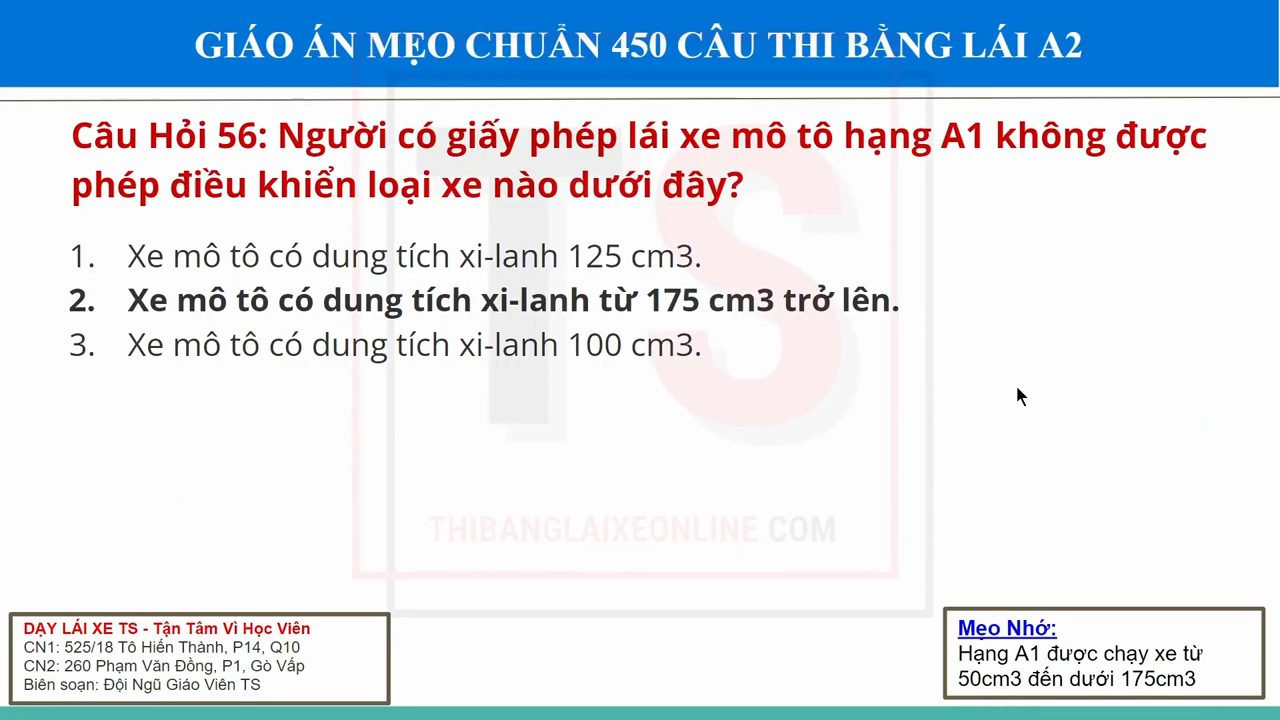 GIÁO ÁN MẸO CHUẨN 450 CÂU THI BẰNG LÁI A2
Câu Hỏi 56: Người có giấy phép lái xe mô tô hạng A1 không được
phép điều khiển loại xe nào dưới đây?
1. Xe mô tô có dung tích xi-lanh 125 cm3.
2. Xe mô tô có dung tích xi-lanh từ 175 cm3 trở lên.
3. Xe mô tô có dung tích xi-lanh 100 cm3.
TS
THIBANGLAIXEONLINE.COM
DẠY LÁI XE TS - Tận Tâm Vì Học Viên
CN1: 525/18 Tô Hiến Thành, P14, Q10
CN2: 260 Phạm Văn Đồng, P1, Gò Vấp
Biên soạn: Đội Ngũ Giáo Viên TS
Mẹo Nhớ:
Hạng A1 được chạy xe từ
50cm3 đến dưới 175cm3